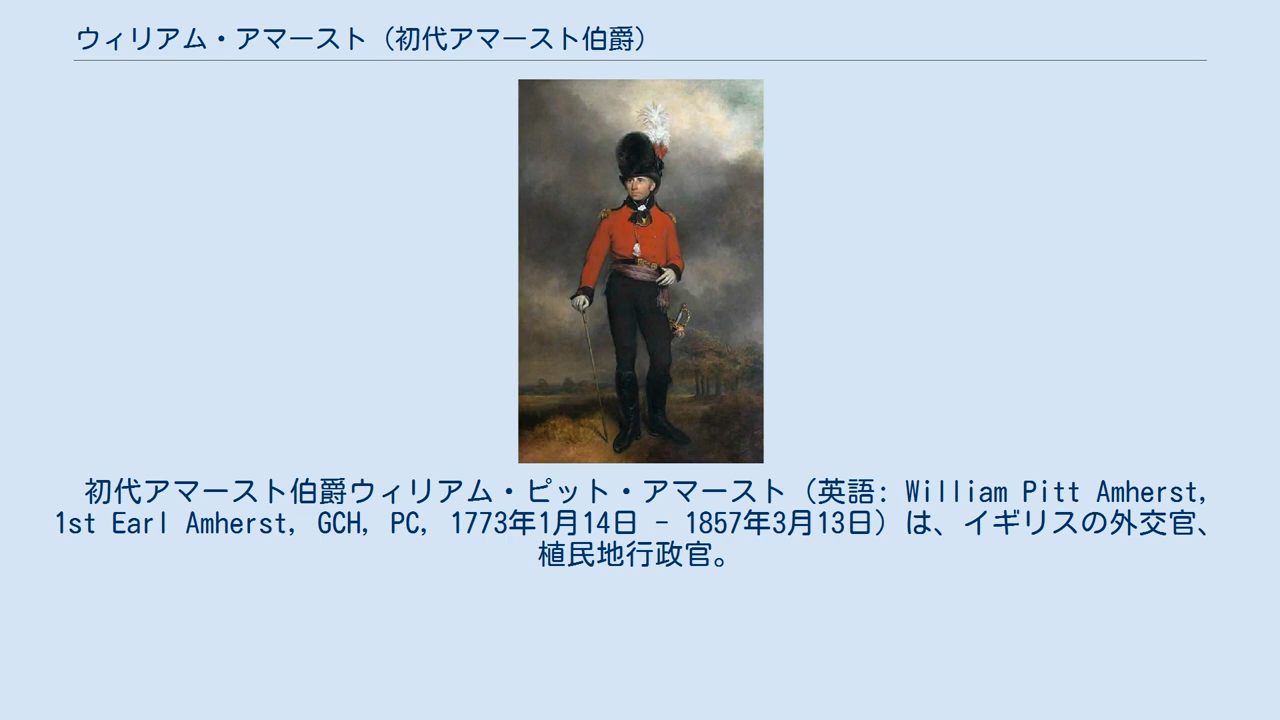 ウィリアム・アマースト（初代アマースト伯爵）
初代アマースト伯爵ウィリアム・ピット・アマースト（英語: William Pitt Amherst,
1st Earl Amherst, GCH, PC, 1773年1月14日 - 1857年3月13日）は、イギリスの外交官、
植民地行政官。